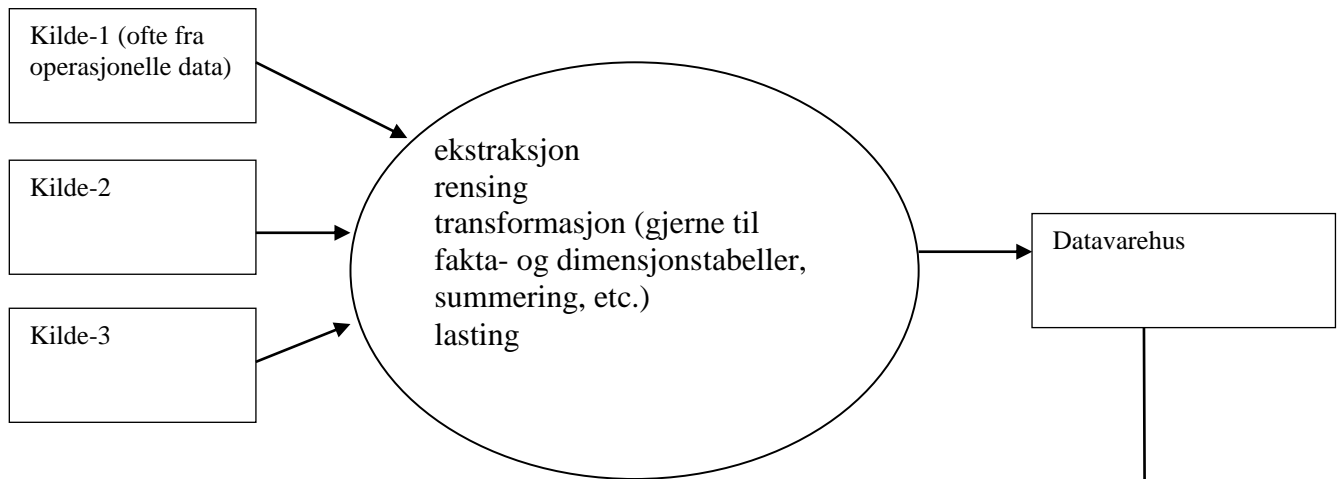 Kilde-1 (ofte fra
operasjonelle data)
Kilde-2
Kilde-3
ekstraksjon
rensing
transformasjon (gjerne til
fakta- og dimensjonstabeller,
summering, etc.)
lasting
Datavarehus